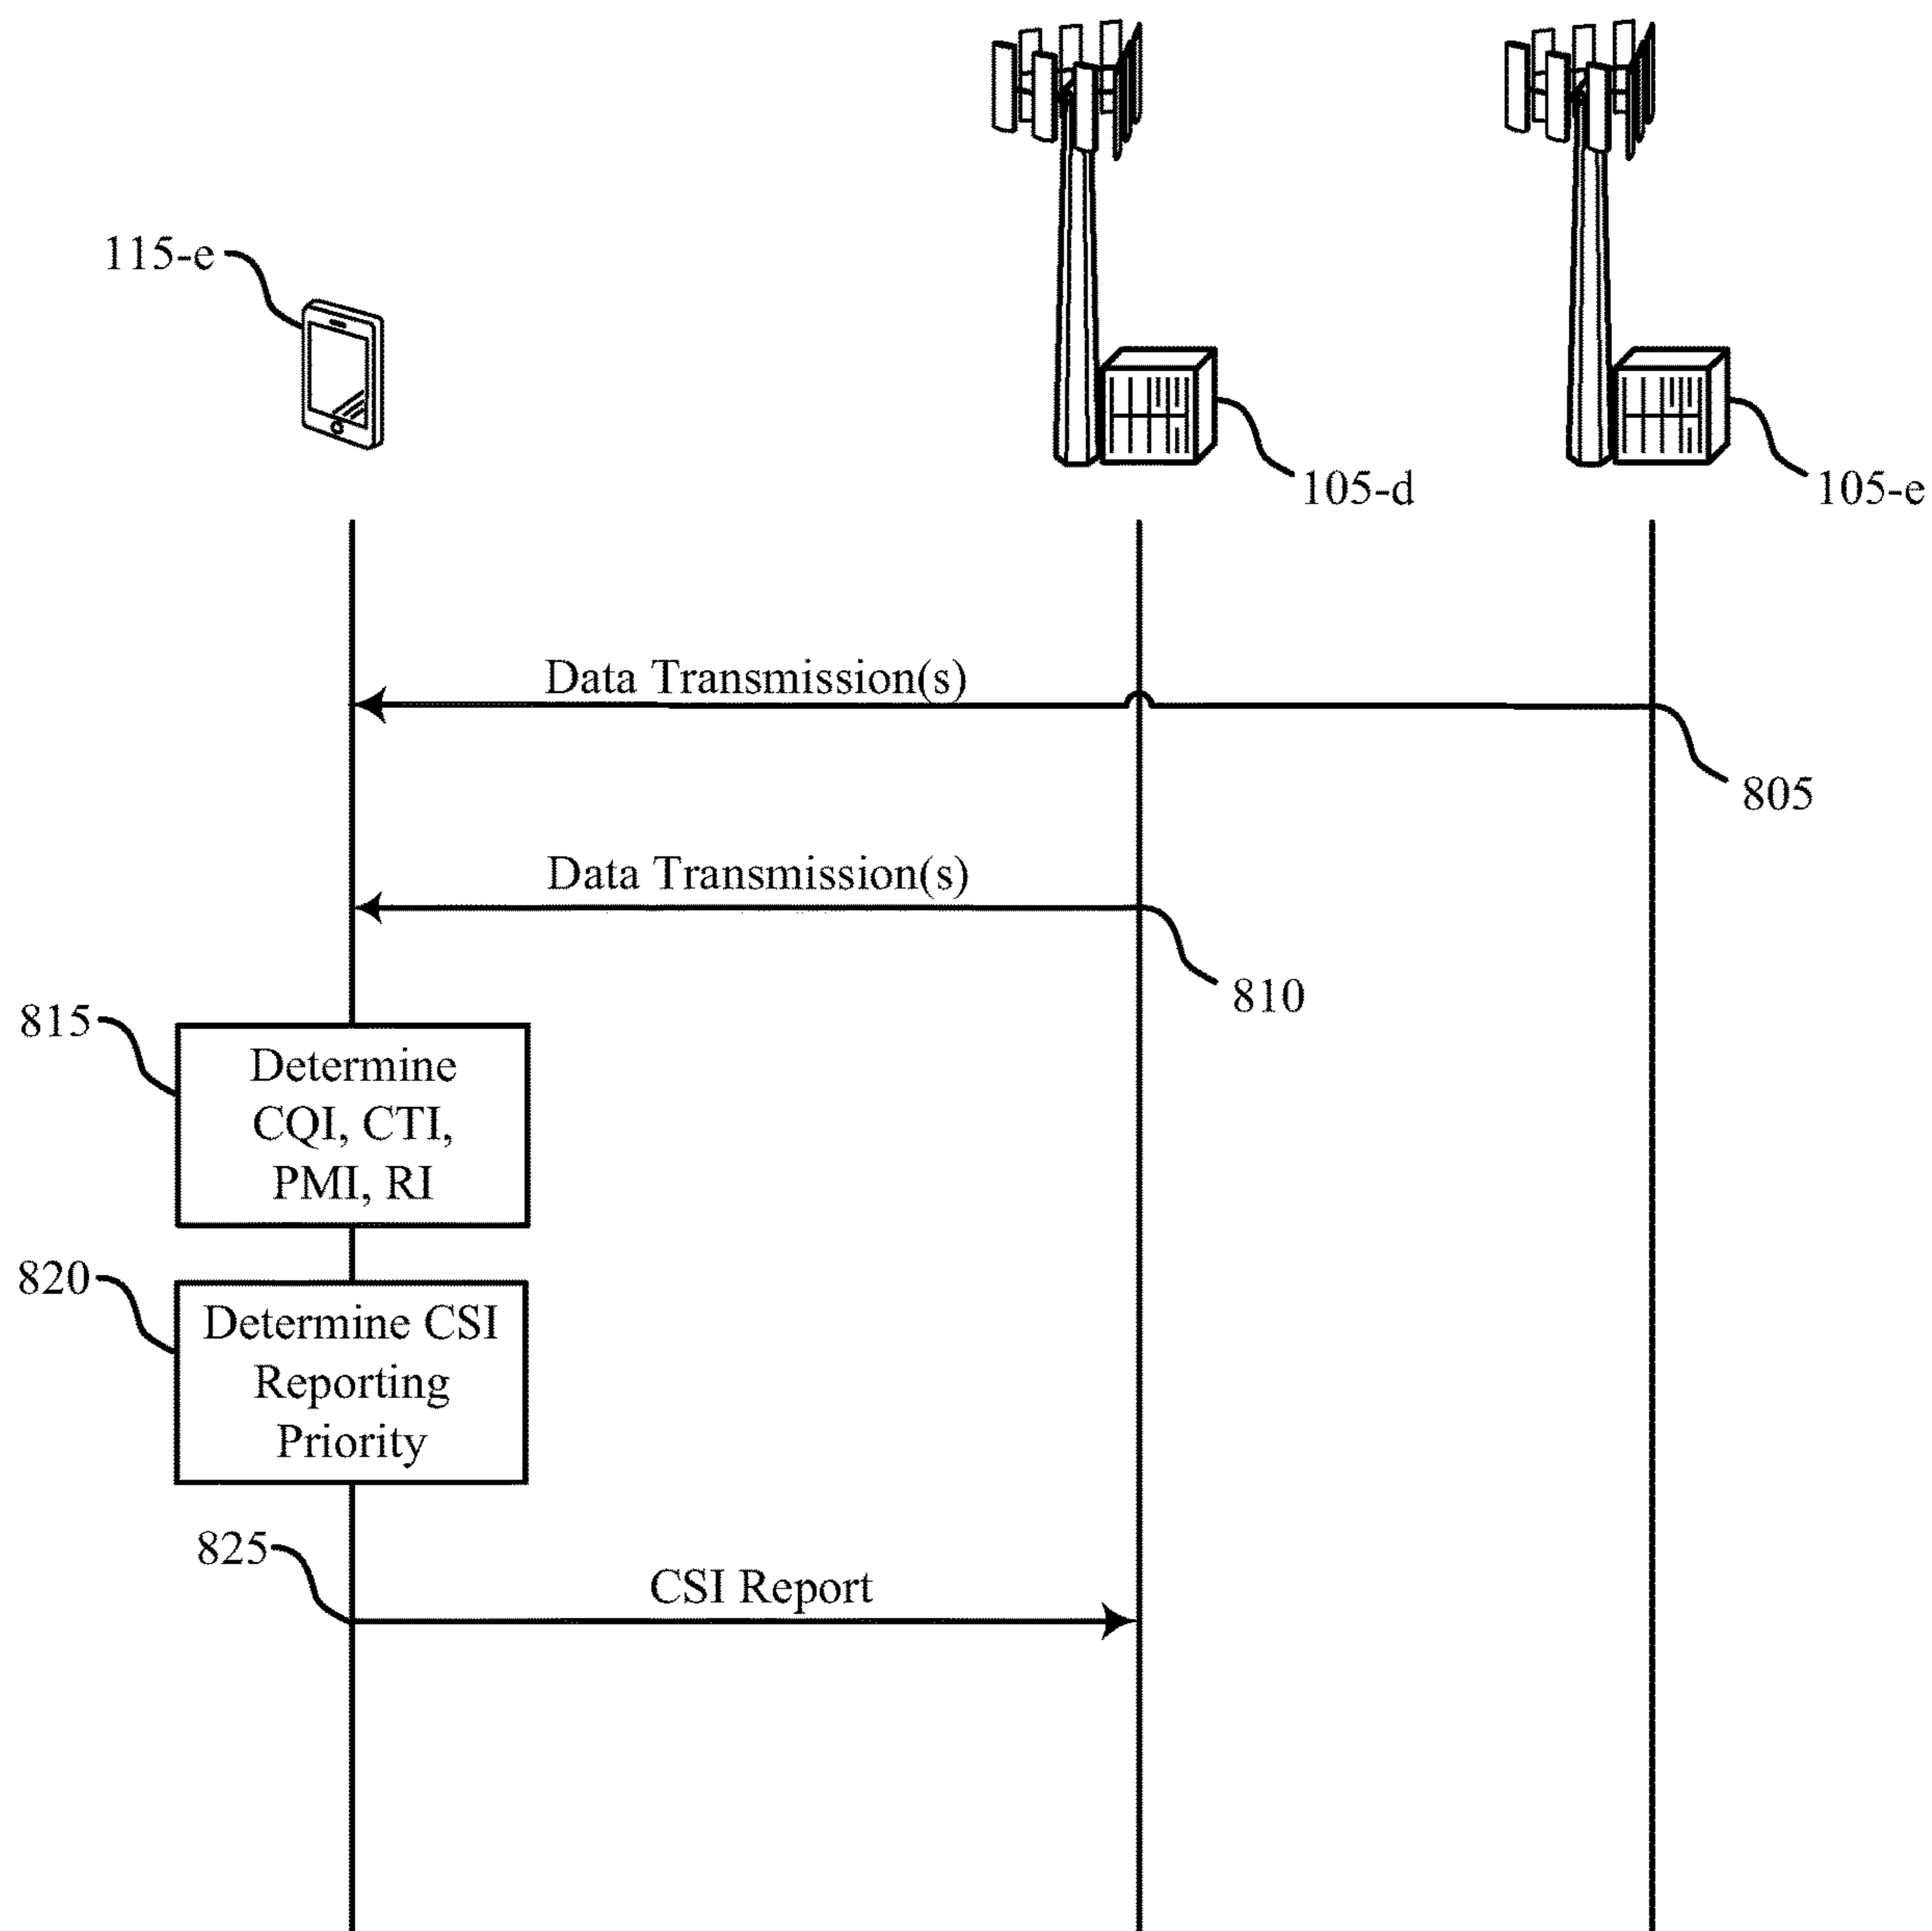 115-e
105-d
105-e
Data Transmission(s)
805
Data Transmission(s)
810
815
Determine
CQI, CTI,
PMI, RI
820
Determine CSI
Reporting
Priority
825
CSI Report